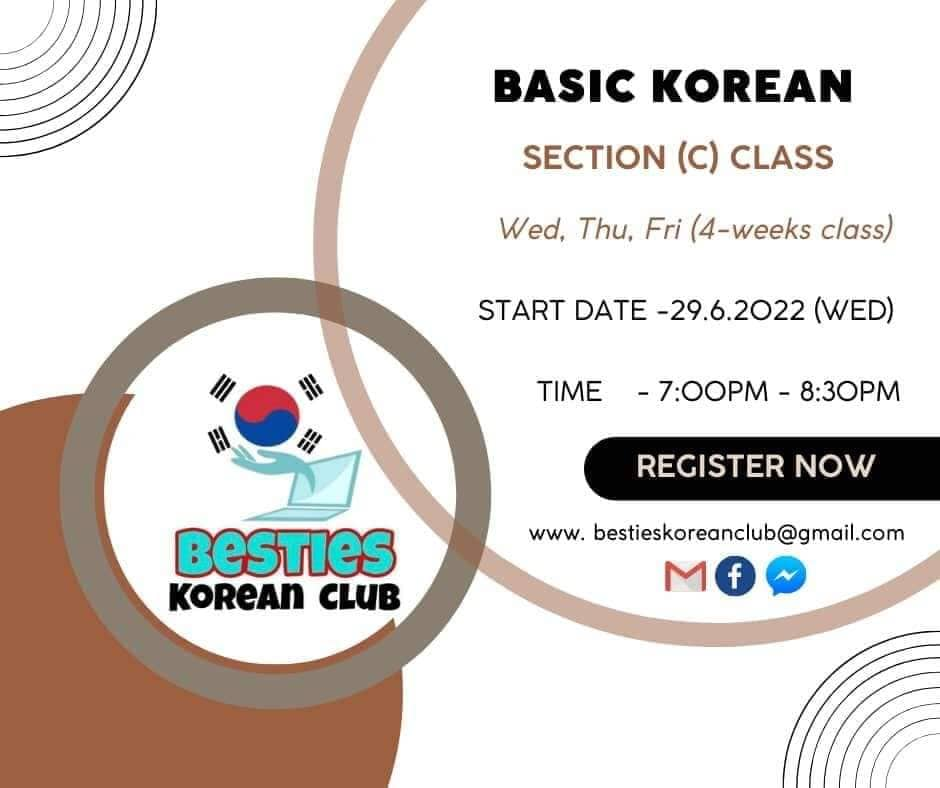 BASIC KOREAN
SECTION (C) CLASS
Wed, Thu, Fri (4-weeks class)
START DATE -29.6.2022 (WED)
TIME - 7:00PM - 8:30PM
REGISTER NOW
www. bestieskoreanclub@gmail.com
BESTIES
KOREAN CLUB